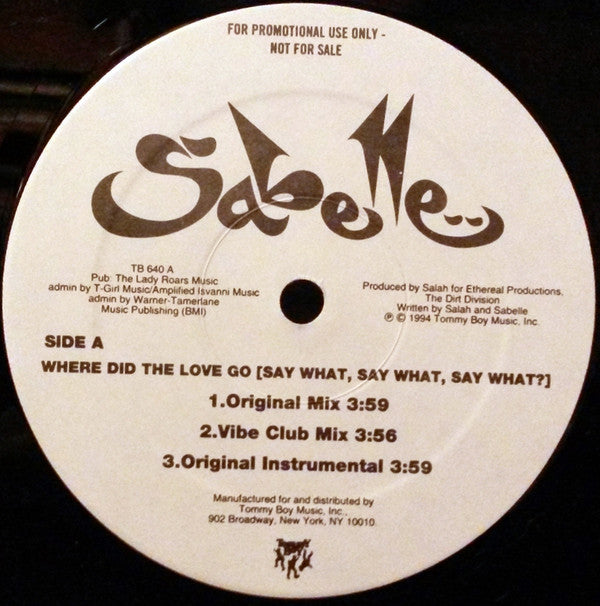 FOR PROMOTIONAL USE ONLY -
NOT FOR SALE
Sabelle
TB 640 A
Pub: The Lady Roars Music
admin by T-Girl Music/Amplified Isvanni Music
admin by Warner-Tamerlane
Music Publishing (BMI)
Produced by Salah for Ethereal Productions,
The Dirt Division
Written by Salah and Sabelle
℗ © 1994 Tommy Boy Music, Inc.
SIDE A
WHERE DID THE LOVE GO [SAY WHAT, SAY WHAT, SAY WHAT?]
1.Original Mix 3:59
2.Vibe Club Mix 3:56
3.Original Instrumental 3:59
Manufactured for and distributed by
Tommy Boy Music, Inc.,
902 Broadway, New York, NY 10010.